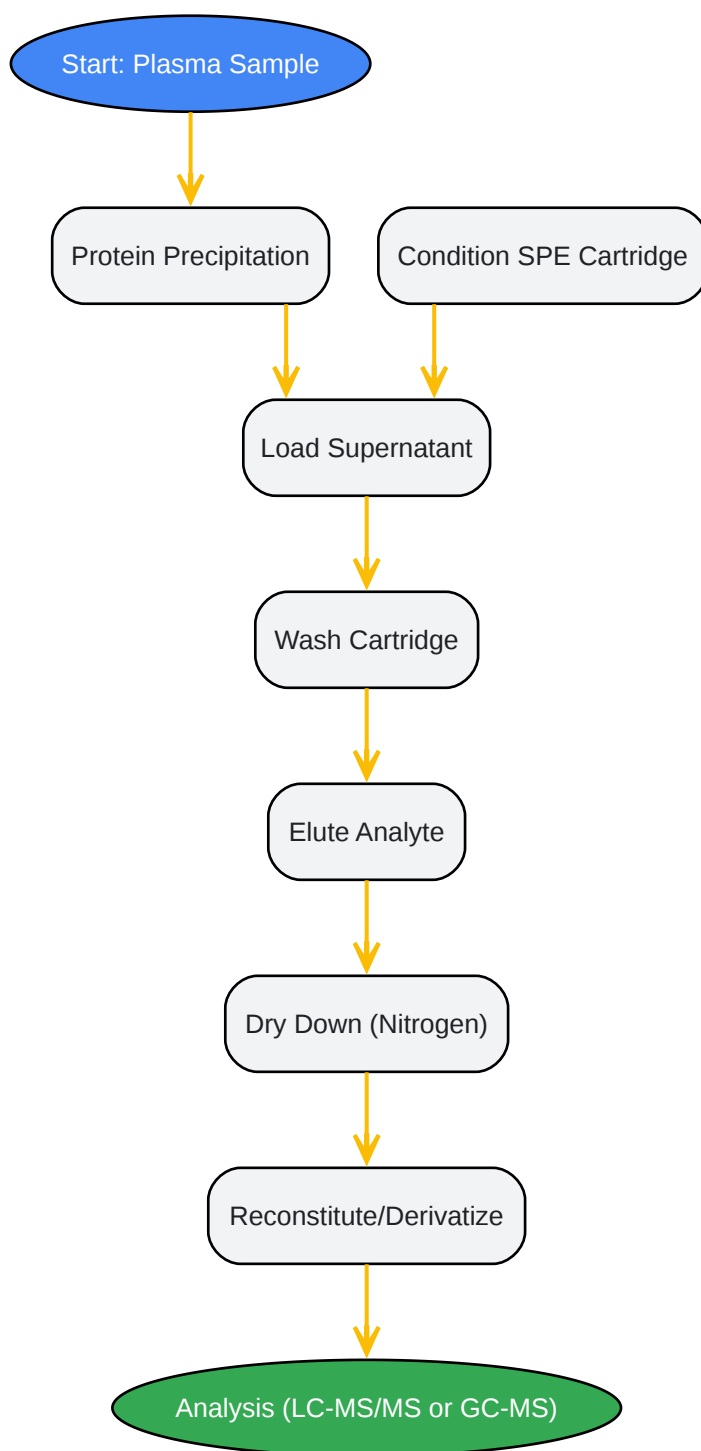 Start: Plasma Sample
Protein Precipitation
Condition SPE Cartridge
Load Supernatant
Wash Cartridge
Elute Analyte
Dry Down (Nitrogen)
Reconstitute/Derivatize
Analysis (LC-MS/MS or GC-MS)